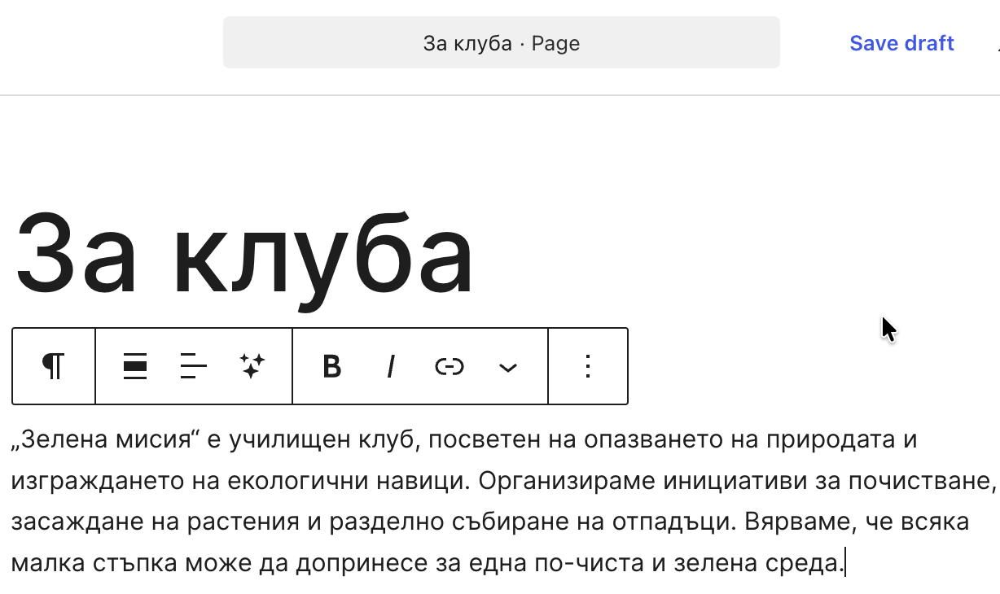 За клуба · Page
Save draft
За клуба
B I
„Зелена мисия“ е училищен клуб, посветен на опазването на природата и
изграждането на екологични навици. Организираме инициативи за почистване,
засаждане на растения и разделно събиране на отпадъци. Вярваме, че всяка
малка стъпка може да допринесе за една по-чиста и зелена среда.